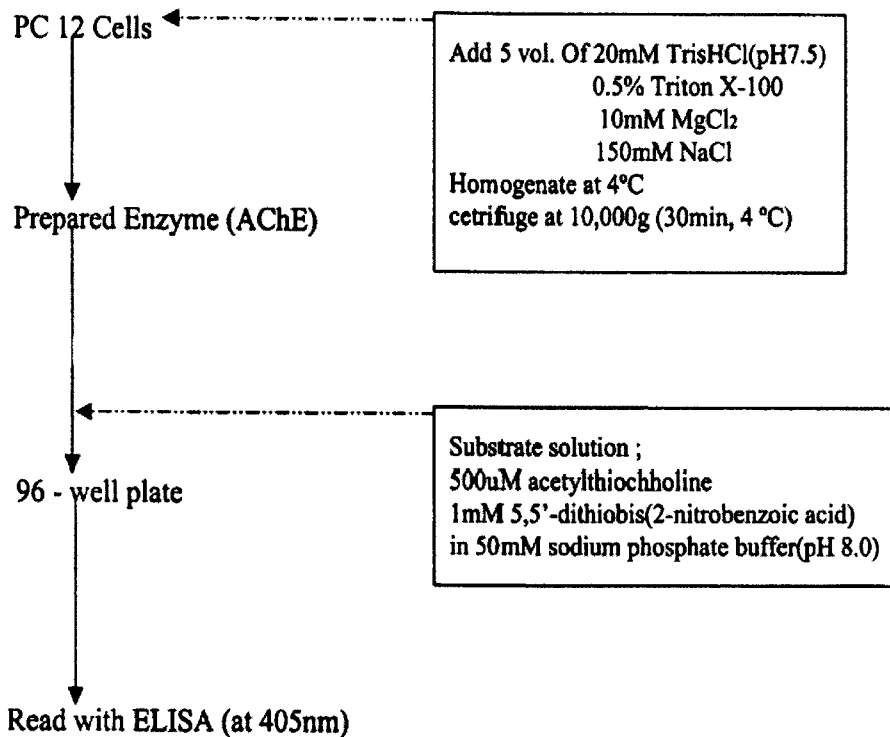 PC 12 Cells
Add 5 vol. Of 20mM TrisHCl(pH7.5)
0.5% Triton X-100
10mM MgCl₂
150mM NaCl
Homogenate at 4ºC
cetrifuge at 10,000g (30min, 4 ºC)
Prepared Enzyme (AChE)
Substrate solution ;
500uM acetylthiochholine
1mM 5,5'-dithiobis(2-nitrobenzoic acid)
in 50mM sodium phosphate buffer(pH 8.0)
96 - well plate
Read with ELISA (at 405nm)